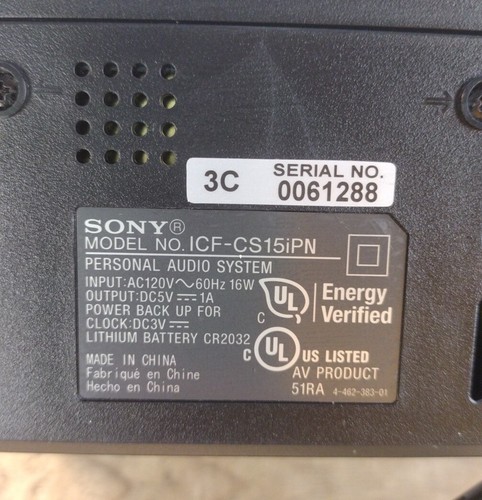 3C
SERIAL NO.
0061288
SONY®
MODEL NO. ICF-CS15iPN
PERSONAL AUDIO SYSTEM
INPUT:AC120V∼60Hz 16W
OUTPUT:DC5V⎓1A
POWER BACK UP FOR
CLOCK:DC3V⎓
LITHIUM BATTERY CR2032
MADE IN CHINA
Fabriqué en Chine
Hecho en China
C UL Energy
Verified
C UL US LISTED
AV PRODUCT
51RA 4-462-383-01